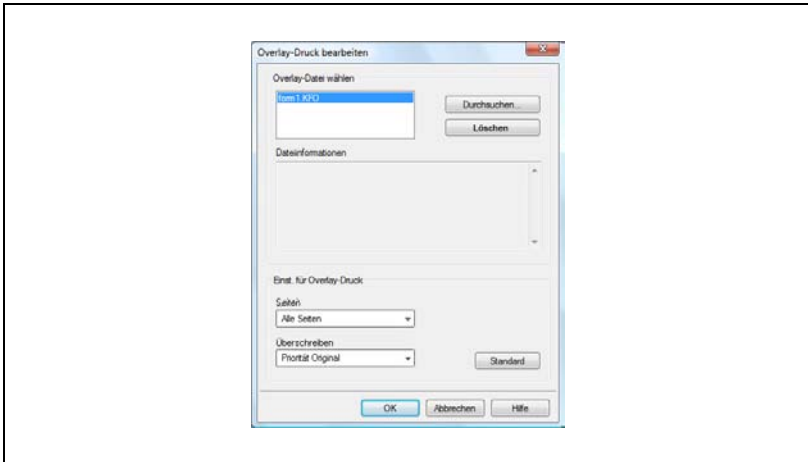 Overlay-Druck bearbeiten
Overlay-Datei wählen
form1.KFO
Durchsuchen...
Löschen
Dateiinformationen
Einst. für Overlay-Druck
Seiten
Alle Seiten
Überschreiben
Priorität Original
Standard
OK
Abbrechen
Hilfe